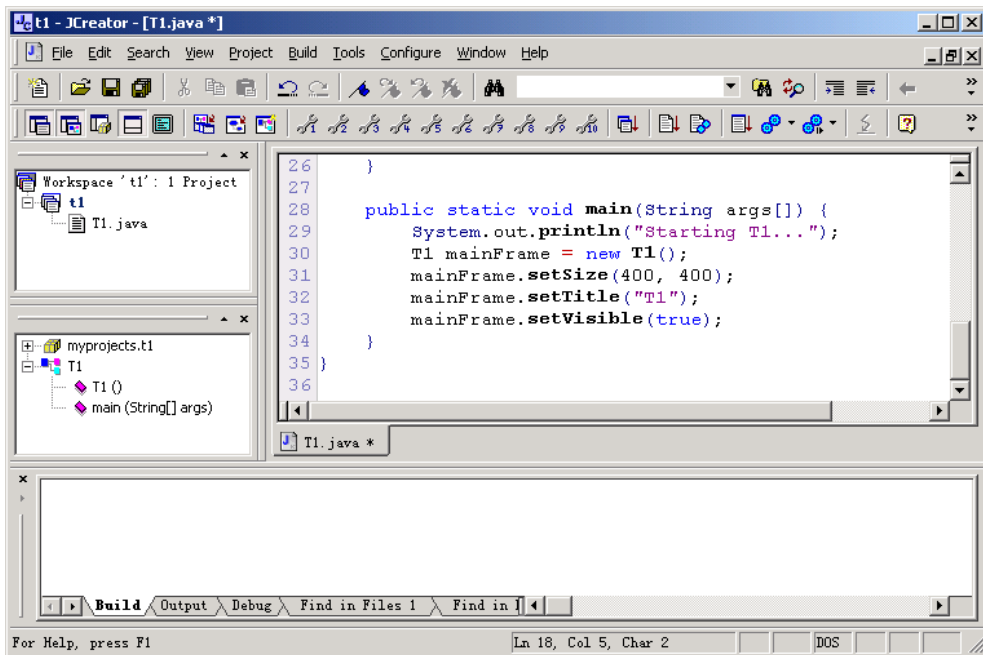 t1 - JCreator - [T1.java *]
File Edit Search View Project Build Tools Configure Window Help
Workspace 't1': 1 Project
t1
T1.java
myprojects.t1
T1
T1 ()
main (String[] args)
26 }
27
28 public static void main(String args[]) {
29 System.out.println("Starting T1...");
30 T1 mainFrame = new T1();
31 mainFrame.setSize(400, 400);
32 mainFrame.setTitle("T1");
33 mainFrame.setVisible(true);
34 }
35 }
36
T1.java *
Build Output Debug Find in Files 1 Find in
For Help, press F1 Ln 18, Col 5, Char 2 DOS